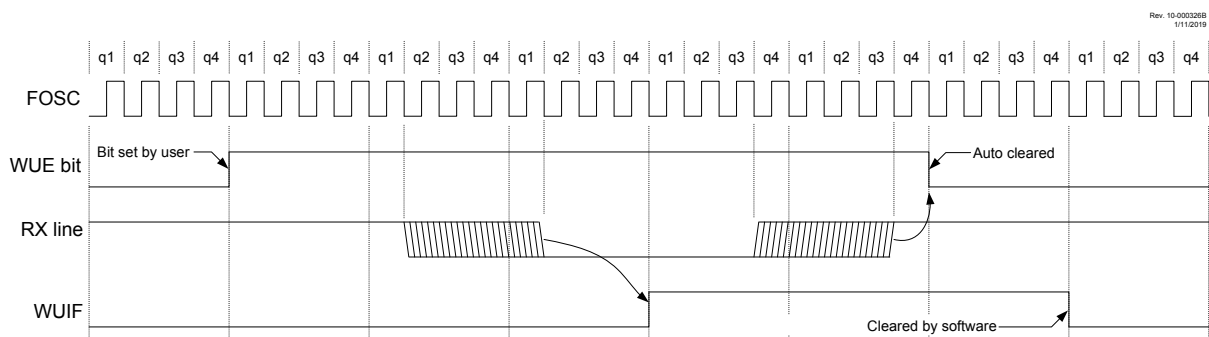 Rev. 10-000326B
1/11/2019
q1 q2 q3 q4 q1 q2 q3 q4 q1 q2 q3 q4 q1 q2 q3 q4 q1 q2 q3 q4 q1 q2 q3 q4 q1 q2 q3 q4 q1 q2 q3 q4
FOSC
WUE bit
Bit set by user
Auto cleared
RX line
WUIF
Cleared by software